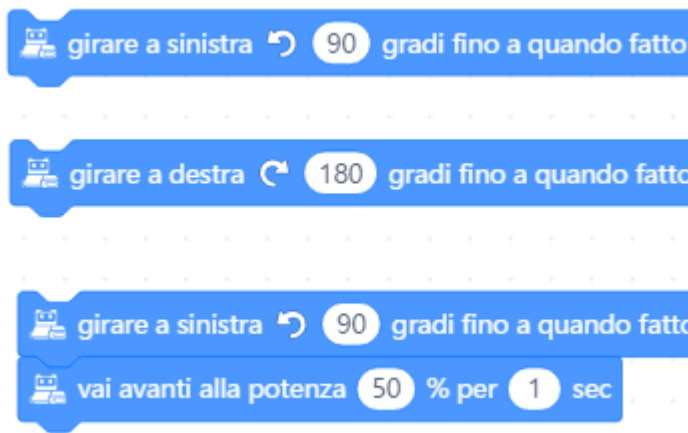 girare a sinistra 90 gradi fino a quando fatto
girare a destra 180 gradi fino a quando fatto
girare a sinistra 90 gradi fino a quando fatto
vai avanti alla potenza 50 % per 1 sec